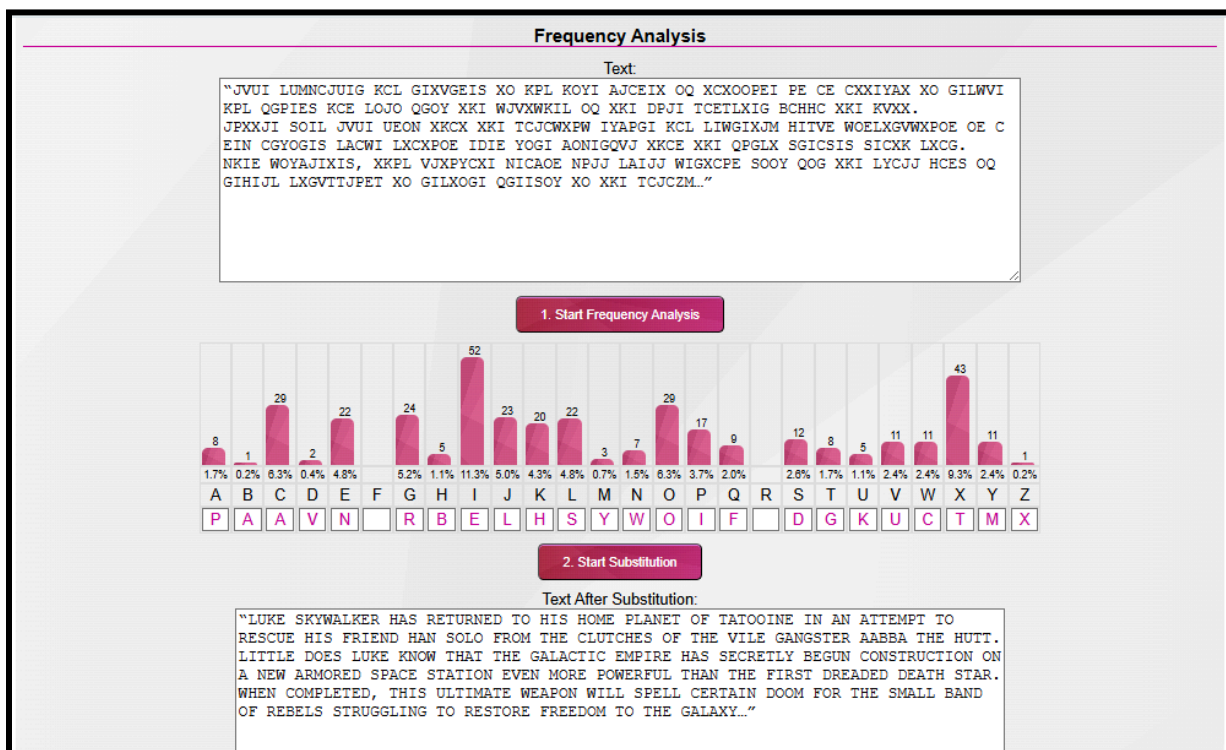 Frequency Analysis
Text:
“JVUI LUMNCJUIG KCL GIXVGEIS XO KPL KOYI AJCEIX OQ XCXOOPEI PE CE CXXIYAX XO GILWVI
KPL QGPIES KCE LOJO QGOY XKI WJVXWKIL OQ XKI DPJI TCETLXIG BCHHC XKI KVXX.
JPXXJI SOIL JVUI UEON XKCX XKI TCJCWXPW IYAPGI KCL LIWGIXJM HITVE WOELXGVWXPOE OE C
EIN CGYOGIS LACWI LXCXPOE IDIE YOGI AONIGQVJ XKCE XKI QPGLX SGICSIS SICXK LXCG.
NKIE WOYAJIXIS, XKPL VJXPYCXI NICAOE NPJJ LAIJJ WIGXCPE SOOY QOG XKI LYCJJ HCES OQ
GIHIJL LXGVTTJPET XO GILXOGI QGIISOY XO XKI TCJCZM…”
1. Start Frequency Analysis
8 1 29 2 22 24 5 52 23 20 22 3 7 29 17 9 12 8 5 11 11 43 11 1
1.7% 0.2% 6.3% 0.4% 4.8% 5.2% 1.1% 11.3% 5.0% 4.3% 4.8% 0.7% 1.5% 6.3% 3.7% 2.0% 2.6% 1.7% 1.1% 2.4% 2.4% 9.3% 2.4% 0.2%
A B C D E F G H I J K L M N O P Q R S T U V W X Y Z
P A A V N R B E L H S Y W O I F D G K U C T M X
2. Start Substitution
Text After Substitution:
“LUKE SKYWALKER HAS RETURNED TO HIS HOME PLANET OF TATOOINE IN AN ATTEMPT TO
RESCUE HIS FRIEND HAN SOLO FROM THE CLUTCHES OF THE VILE GANGSTER AABBA THE HUTT.
LITTLE DOES LUKE KNOW THAT THE GALACTIC EMPIRE HAS SECRETLY BEGUN CONSTRUCTION ON
A NEW ARMORED SPACE STATION EVEN MORE POWERFUL THAN THE FIRST DREADED DEATH STAR.
WHEN COMPLETED, THIS ULTIMATE WEAPON WILL SPELL CERTAIN DOOM FOR THE SMALL BAND
OF REBELS STRUGGLING TO RESTORE FREEDOM TO THE GALAXY…”